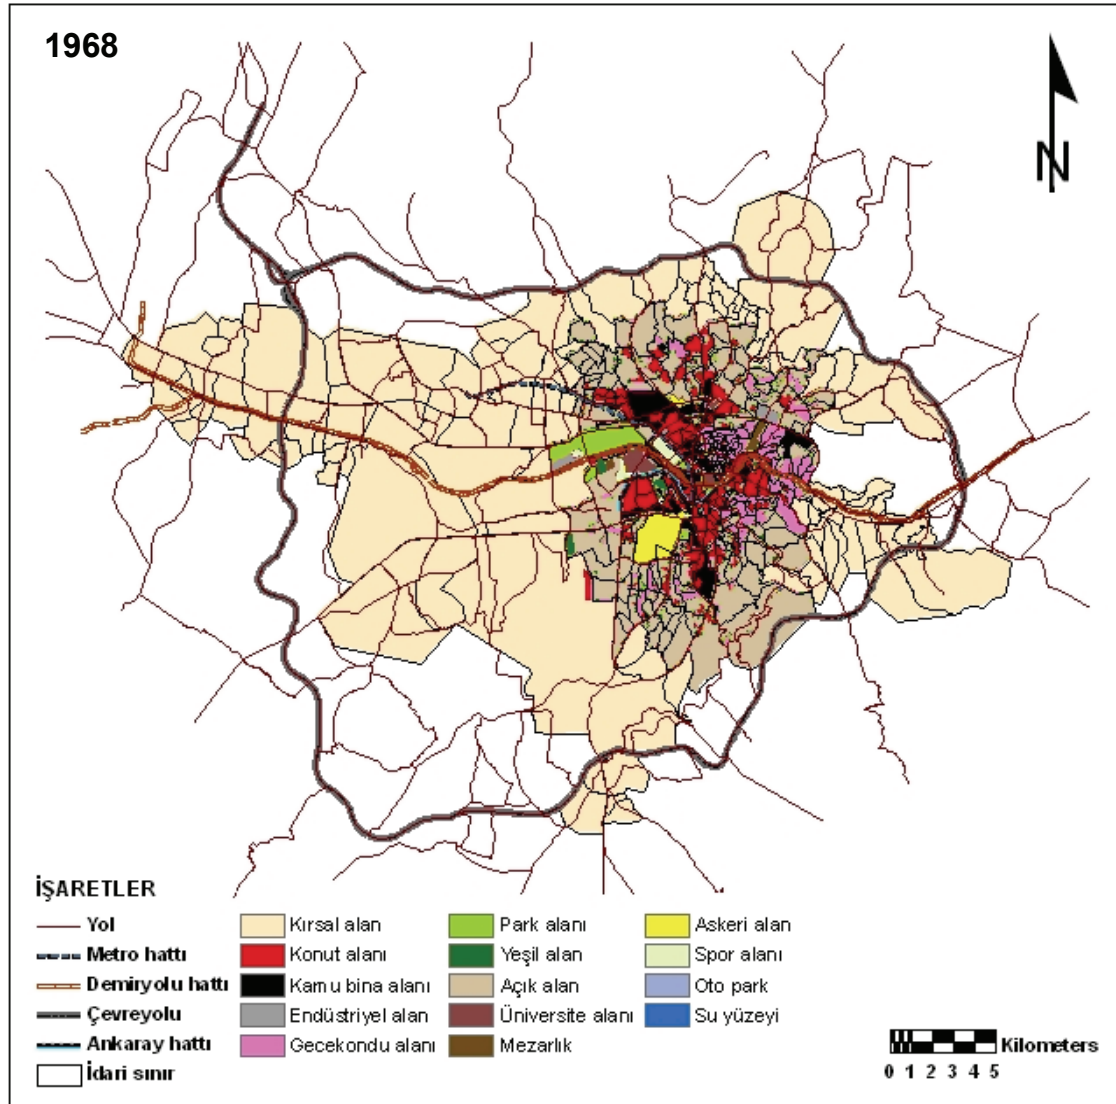 1968
N
İŞARETLER
Yol
Metro hattı
Demiryolu hattı
Çevreyolu
Ankaray hattı
İdari sınır
Kırsal alan
Konut alanı
Kamu bina alanı
Endüstriyel alan
Gecekondu alanı
Park alanı
Yeşil alan
Açık alan
Üniversite alanı
Mezarlık
Askeri alan
Spor alanı
Oto park
Su yüzeyi
Kilometers
0 1 2 3 4 5